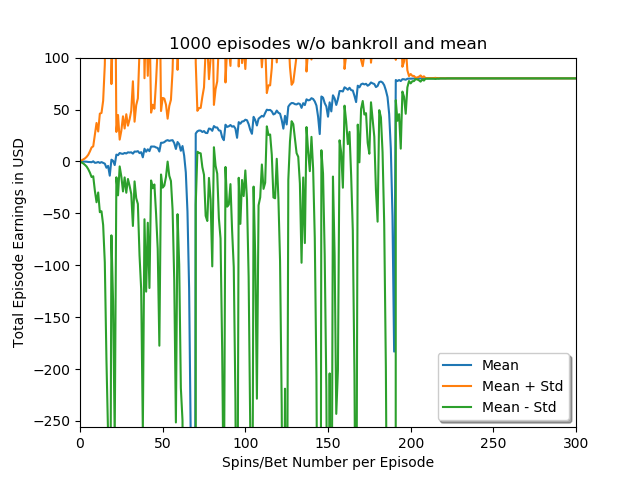 1000 episodes w/o bankroll and mean
Total Episode Earnings in USD
100
50
0
−50
−100
−150
−200
−250
0 50 100 150 200 250 300
Spins/Bet Number per Episode
Mean
Mean + Std
Mean - Std